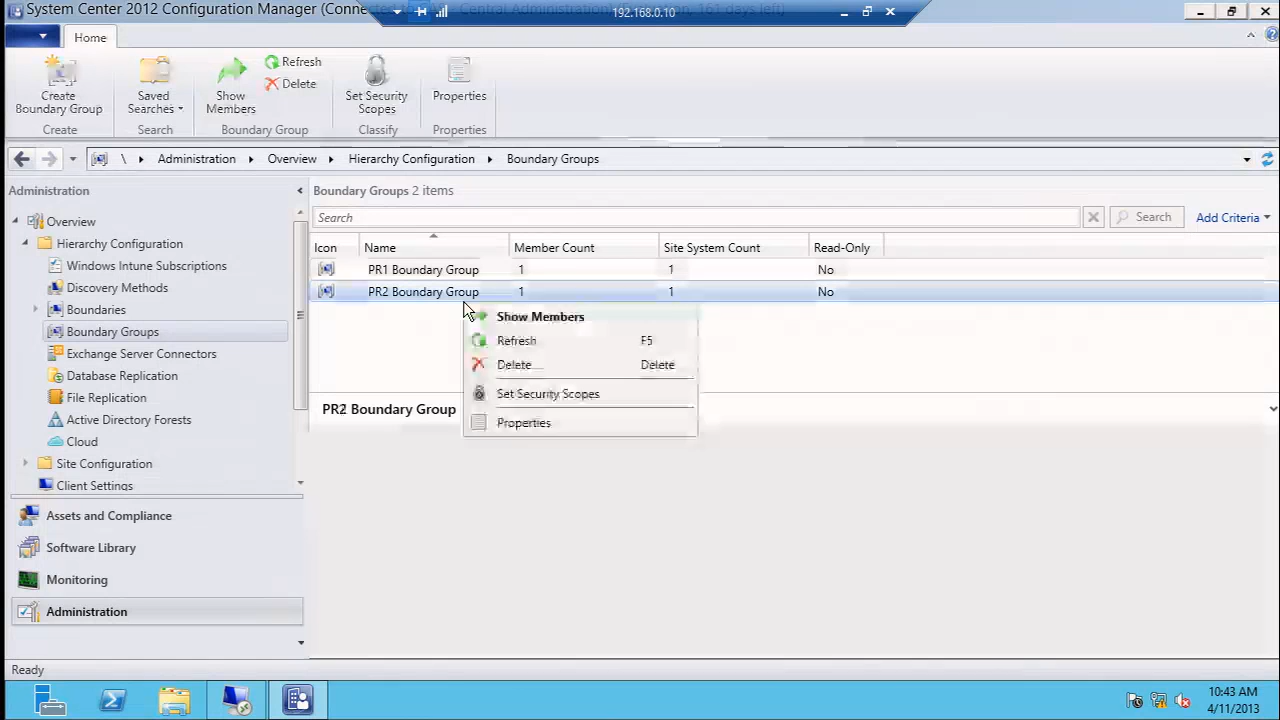 System Center 2012 Configuration Manager (Connected
Central Administration
161 days left)
192.168.0.10
Home
Create
Boundary Group
Saved
Searches
Show
Members
Refresh
Delete
Set Security
Scopes
Properties
Create
Search
Boundary Group
Classify
Properties
\ Administration Overview Hierarchy Configuration Boundary Groups
Administration
Overview
Hierarchy Configuration
Windows Intune Subscriptions
Discovery Methods
Boundaries
Boundary Groups
Exchange Server Connectors
Database Replication
File Replication
Active Directory Forests
Cloud
Site Configuration
Client Settings
Assets and Compliance
Software Library
Monitoring
Administration
Boundary Groups 2 items
Search
Search
Add Criteria
Icon Name Member Count Site System Count Read-Only
PR1 Boundary Group 1 1 No
PR2 Boundary Group 1 1 No
Show Members
Refresh F5
Delete Delete
Set Security Scopes
Properties
PR2 Boundary Group
Ready
10:43 AM
4/11/2013